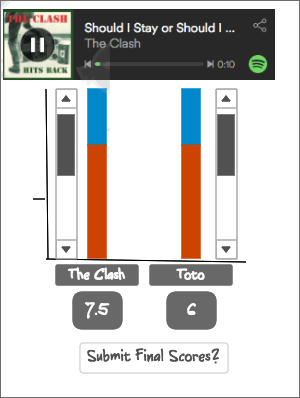 THE CLASH
HITS BACK
Should I Stay or Should I ...
The Clash
0:10
The Clash
Toto
7.5
6
Submit Final Scores?